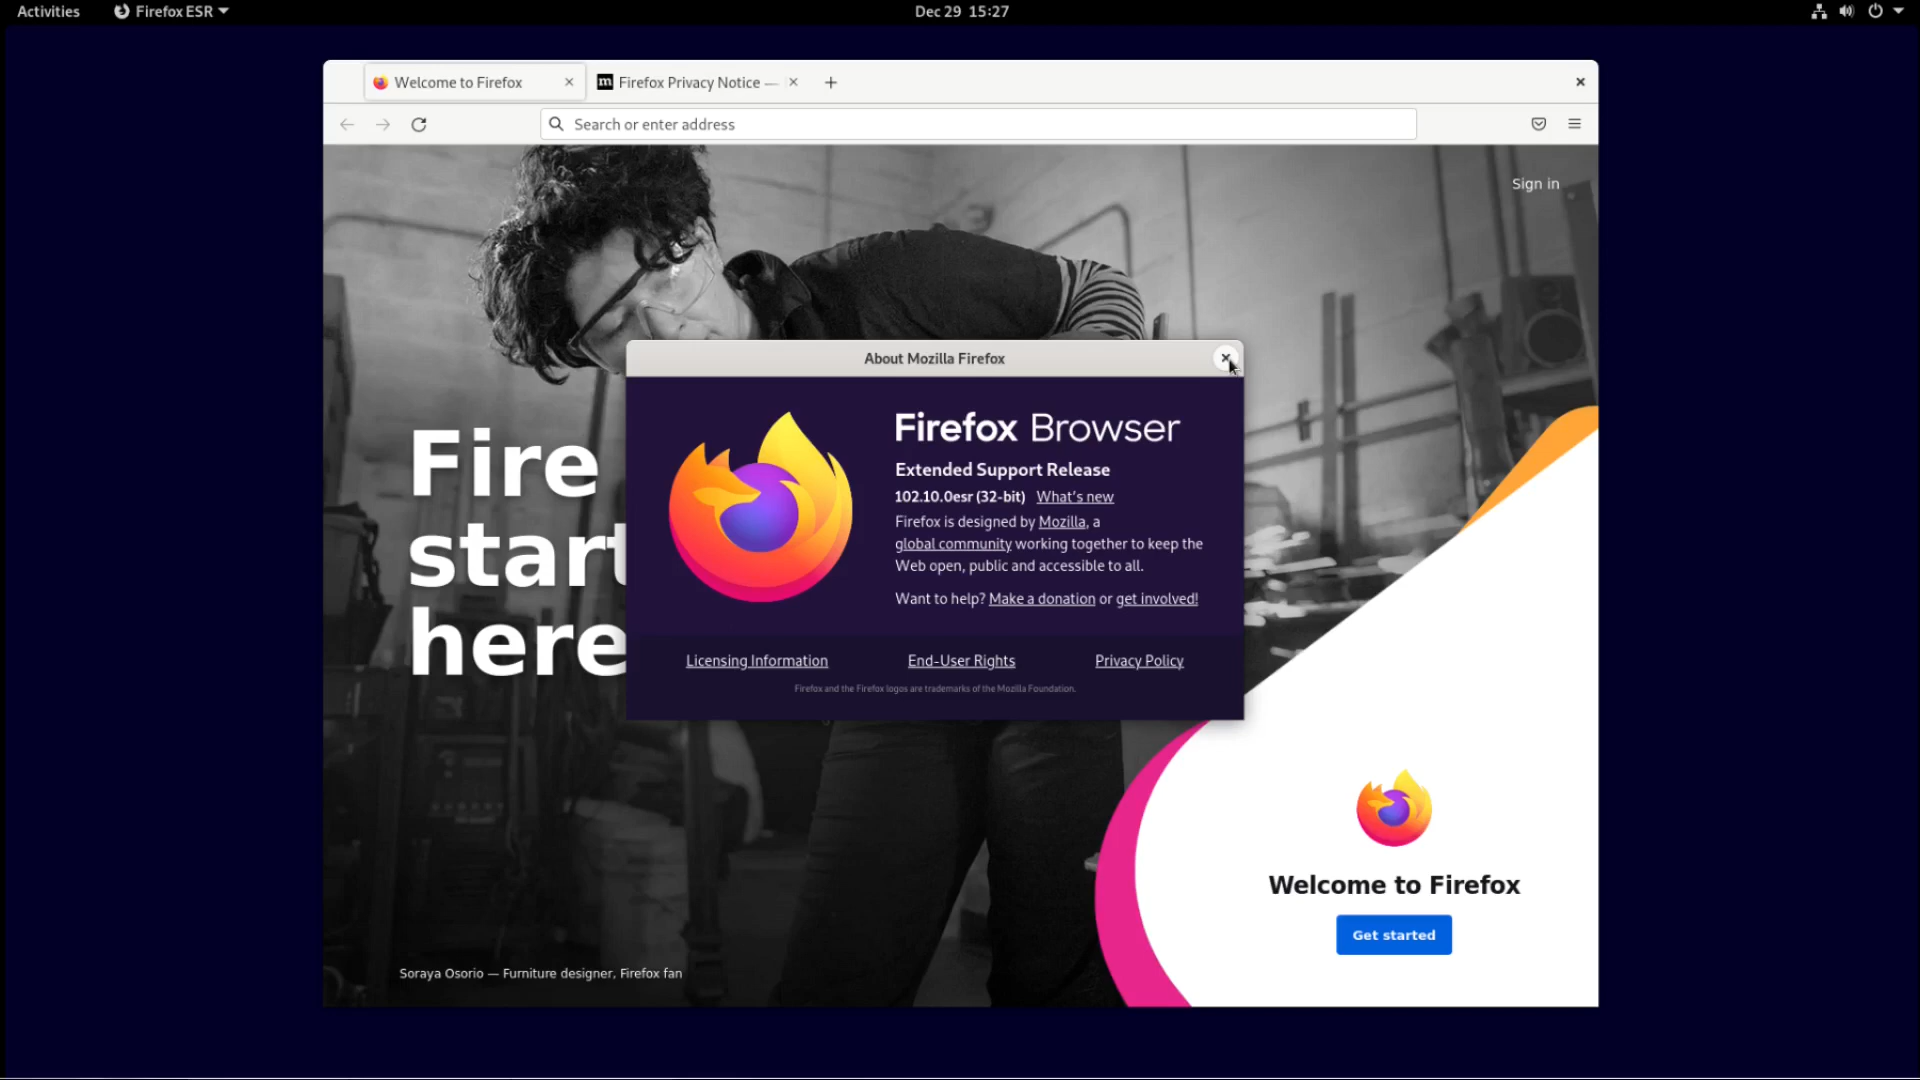 Activities
Firefox ESR
Dec 29 15:27
Welcome to Firefox
Firefox Privacy Notice —
Search or enter address
Sign in
Fire
start
here
About Mozilla Firefox
Firefox Browser
Extended Support Release
102.10.0esr (32-bit) What's new
Firefox is designed by Mozilla, a
global community working together to keep the
Web open, public and accessible to all.
Want to help? Make a donation or get involved!
Licensing Information
End-User Rights
Privacy Policy
Firefox and the Firefox logos are trademarks of the Mozilla Foundation.
Welcome to Firefox
Get started
Soraya Osorio — Furniture designer, Firefox fan